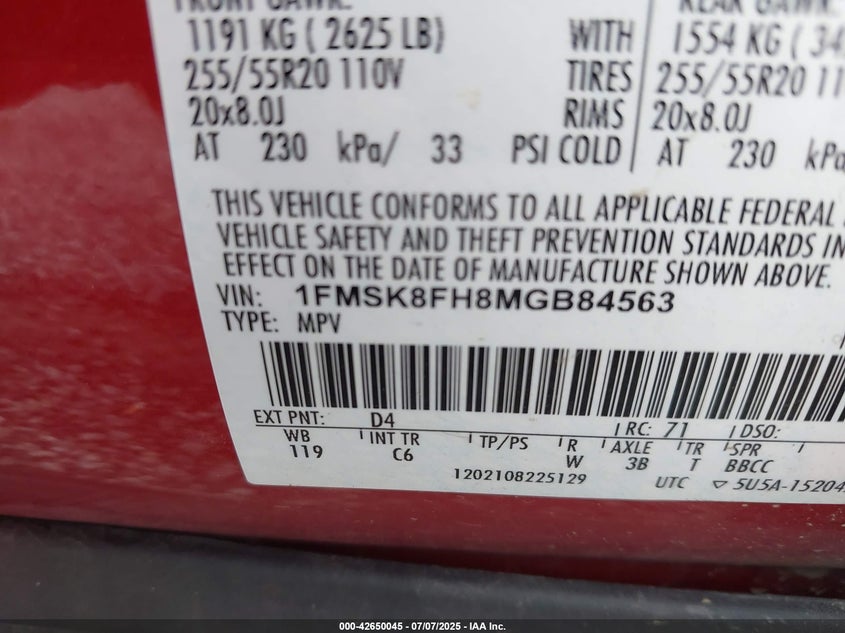 FRONT GAWR: REAR GAWR:
1191 KG ( 2625 LB) WITH 1554 KG ( 34
255/55R20 110V TIRES 255/55R20 11
20x8.0J RIMS 20x8.0J
AT 230 kPa/ 33 PSI COLD AT 230 kPa
THIS VEHICLE CONFORMS TO ALL APPLICABLE FEDERAL
VEHICLE SAFETY AND THEFT PREVENTION STANDARDS IN
EFFECT ON THE DATE OF MANUFACTURE SHOWN ABOVE.
VIN: 1FMSK8FH8MGB84563
TYPE: MPV
EXT PNT: D4 RC: 71 DSO:
WB INT TR TP/PS R AXLE TR SPR
119 C6 W 3B T BBCC
1202108225129 UTC ▽ 5U5A-15204
000-42650045 / 07/07/2025 - IAA Inc.